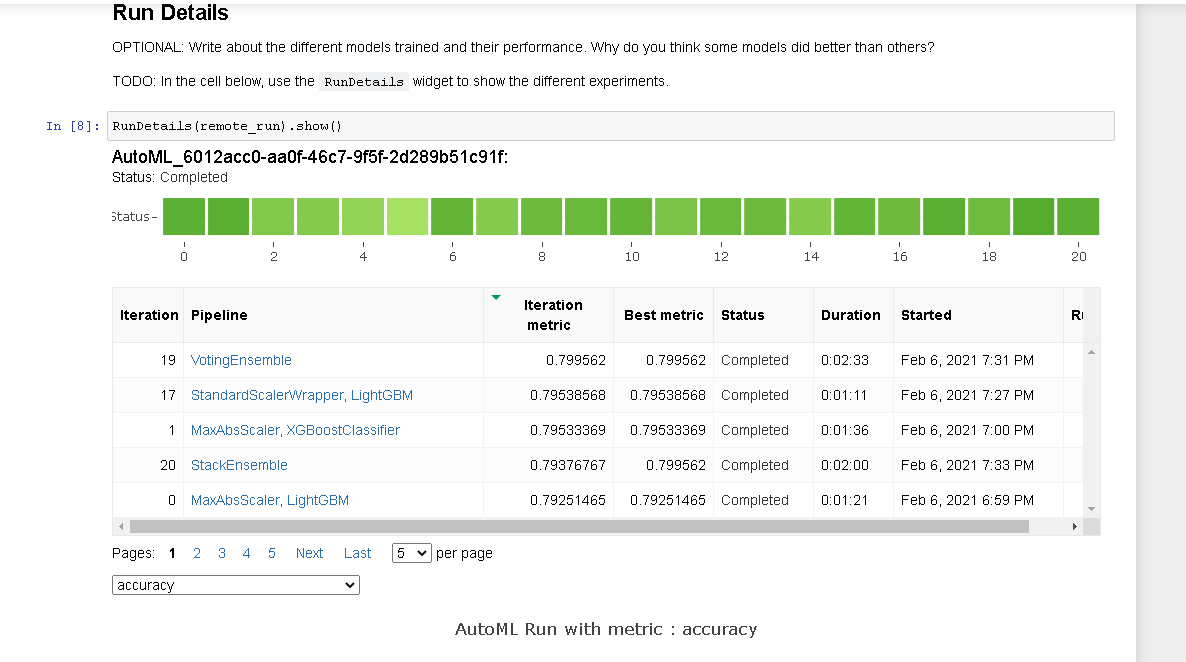 Run Details
OPTIONAL: Write about the different models trained and their performance. Why do you think some models did better than others?
TODO: In the cell below, use the RunDetails widget to show the different experiments.
In [8]: RunDetails(remote_run).show()
AutoML_6012acc0-aa0f-46c7-9f5f-2d289b51c91f:
Status: Completed
Status
0 2 4 6 8 10 12 14 16 18 20
Iteration Pipeline Iteration metric Best metric Status Duration Started
19 VotingEnsemble 0.799562 0.799562 Completed 0:02:33 Feb 6, 2021 7:31 PM
17 StandardScalerWrapper, LightGBM 0.79538568 0.79538568 Completed 0:01:11 Feb 6, 2021 7:27 PM
1 MaxAbsScaler, XGBoostClassifier 0.79533369 0.79533369 Completed 0:01:36 Feb 6, 2021 7:00 PM
20 StackEnsemble 0.79376767 0.799562 Completed 0:02:00 Feb 6, 2021 7:33 PM
0 MaxAbsScaler, LightGBM 0.79251465 0.79251465 Completed 0:01:21 Feb 6, 2021 6:59 PM
Pages: 1 2 3 4 5 Next Last 5 per page
accuracy
AutoML Run with metric : accuracy